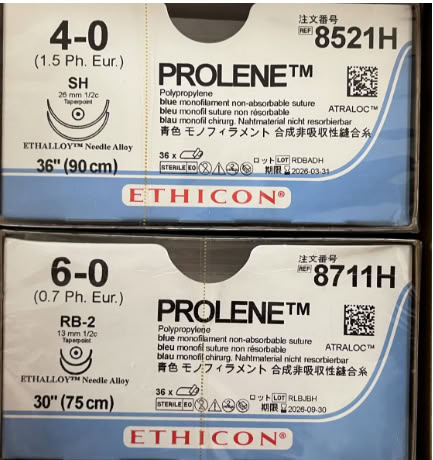 4-0
(1.5 Ph. Eur.)
SH
26 mm 1/2c
Taperpoint
ETHALLOY™ Needle Alloy
36" (90 cm)
注文番号
REF 8521H
PROLENE™
Polypropylene
blue monofilament non-absorbable suture
bleu monofil suture non résorbable
blau monofil chirurg. Nahtmaterial nicht resorbierbar
青色 モノフィラメント 合成非吸収性縫合糸
ATRALOC™
36 x
ロット LOT RDBADH
STERILE EO
期限 2026-03-31
ETHICON®
6-0
(0.7 Ph. Eur.)
RB-2
13 mm 1/2c
Taperpoint
ETHALLOY™ Needle Alloy
30" (75 cm)
注文番号
REF 8711H
PROLENE™
Polypropylene
blue monofilament non-absorbable suture
bleu monofil suture non résorbable
blau monofil chirurg. Nahtmaterial nicht resorbierbar
青色 モノフィラメント 合成非吸収性縫合糸
ATRALOC™
36 x
ロット LOT RLBJBH
STERILE EO
期限 2026-09-30
ETHICON®